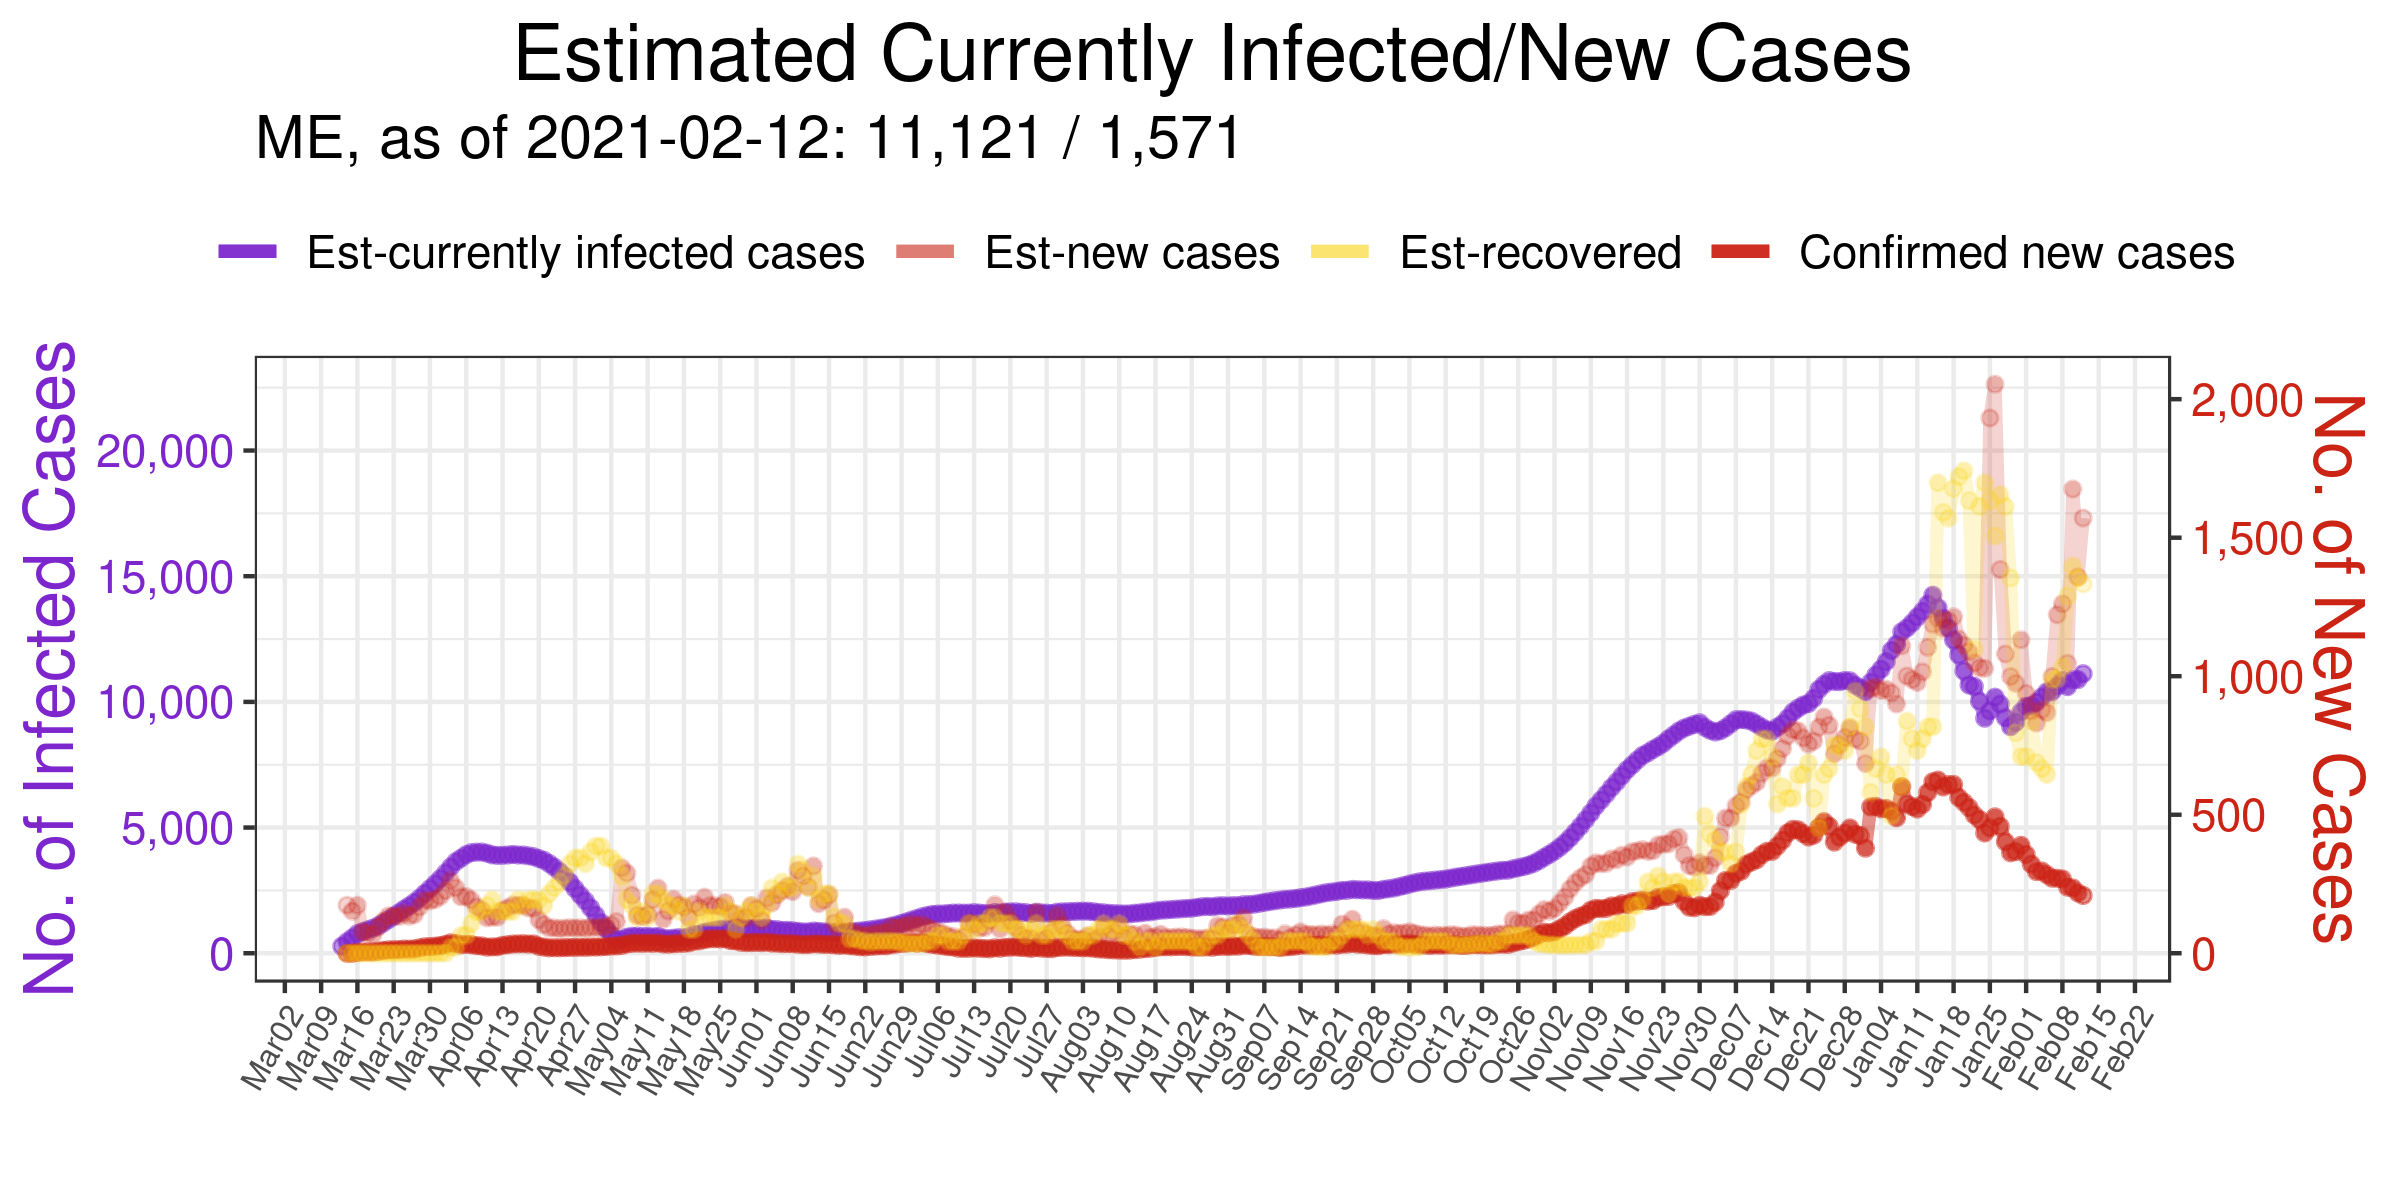 Estimated Currently Infected/New Cases
ME, as of 2021-02-12: 11,121 / 1,571
Est-currently infected cases Est-new cases Est-recovered Confirmed new cases
No. of Infected Cases
20,000
15,000
10,000
5,000
0
2,000
1,500
1,000
500
0
No. of New Cases
Mar02 Mar09 Mar16 Mar23 Mar30 Apr06 Apr13 Apr20 Apr27 May04 May11 May18 May25 Jun01 Jun08 Jun15 Jun22 Jun29 Jul06 Jul13 Jul20 Jul27 Aug03 Aug10 Aug17 Aug24 Aug31 Sep07 Sep14 Sep21 Sep28 Oct05 Oct12 Oct19 Oct26 Nov02 Nov09 Nov16 Nov23 Nov30 Dec07 Dec14 Dec21 Dec28 Jan04 Jan11 Jan18 Jan25 Feb01 Feb08 Feb15 Feb22